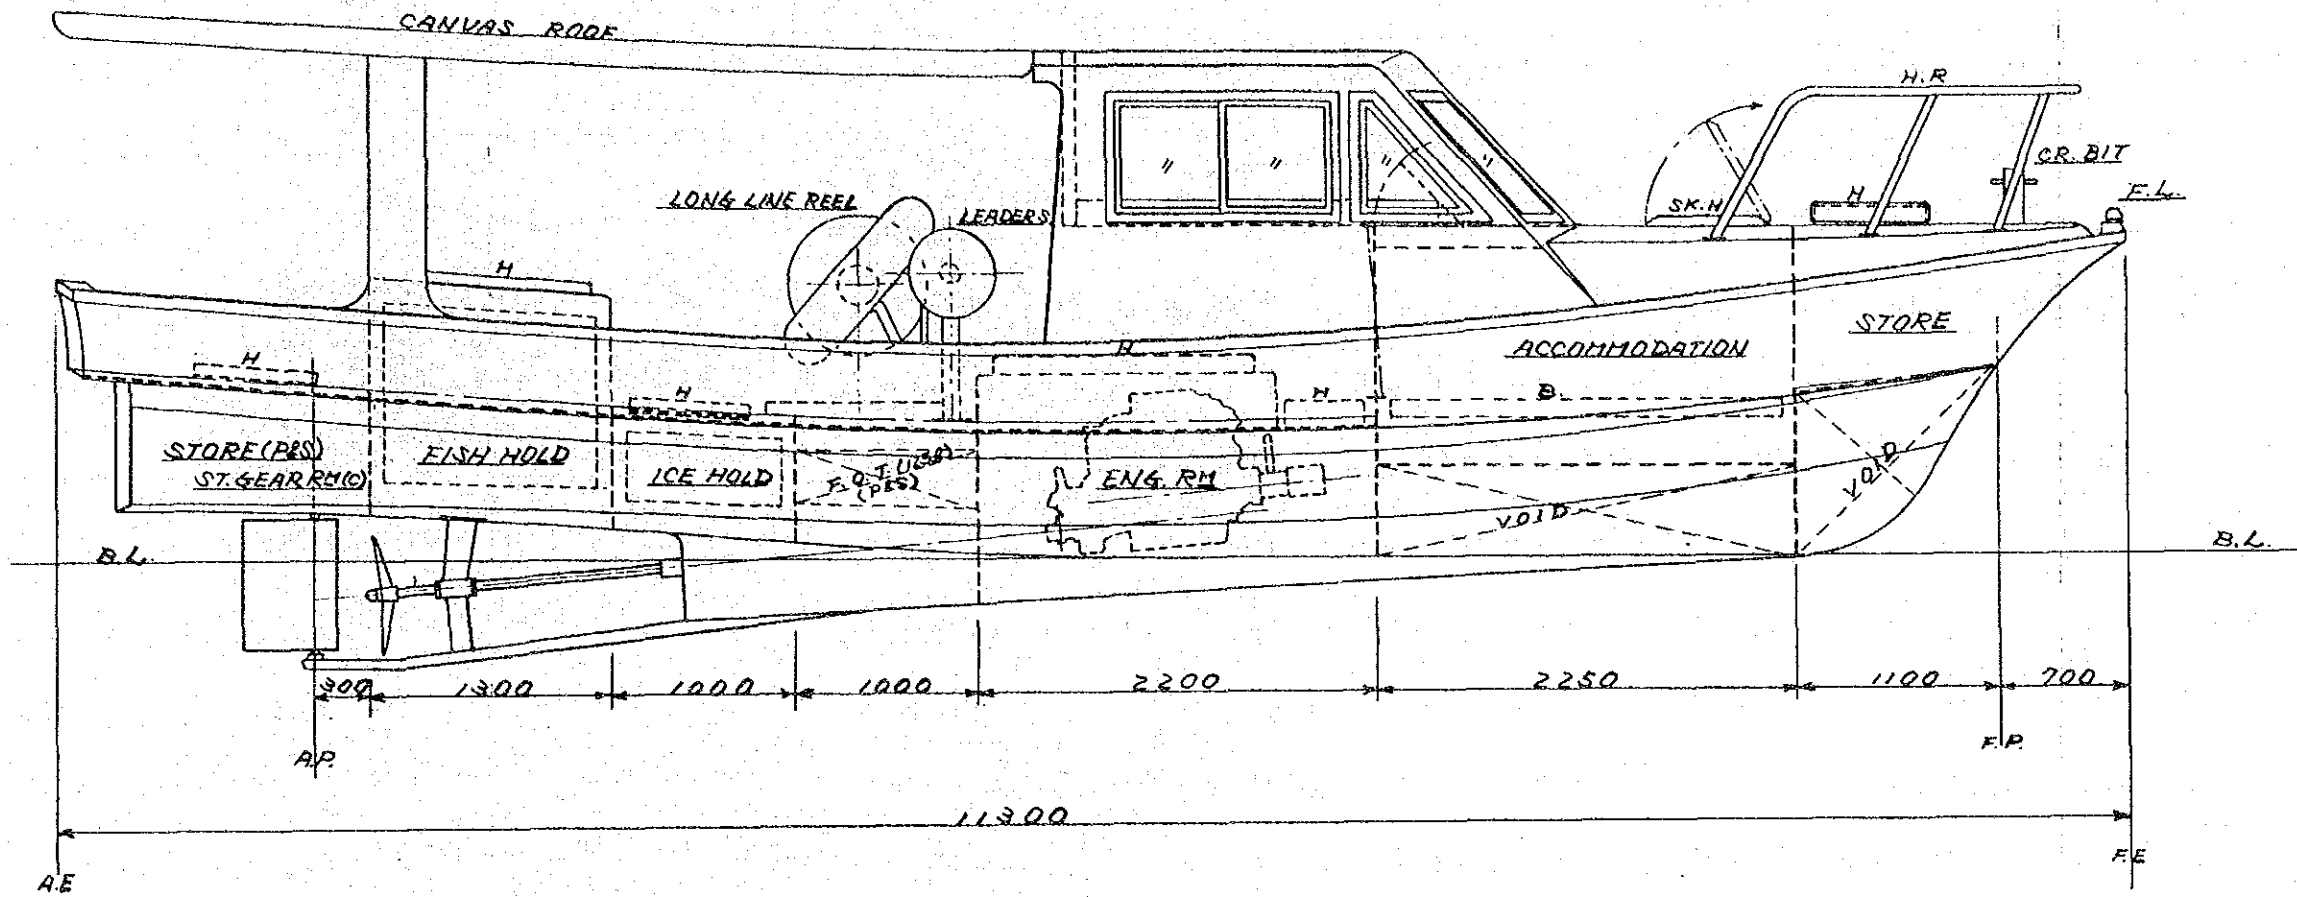 CANVAS ROOF
H.R
CR. BIT
F.L.
LONG LINE REEL
LEADERS
SK.H
H
H
STORE
ACCOMMODATION
H
H
H
H
B.
STORE (P&S)
ST. GEAR RM (C)
FISH HOLD
ICE HOLD
(P&S)
ENG. RM
VOID
VOID
B.L.
B.L.
300
1300
1000
1000
2200
2250
1100
700
A.P.
F.P.
11300
A.E
F.E